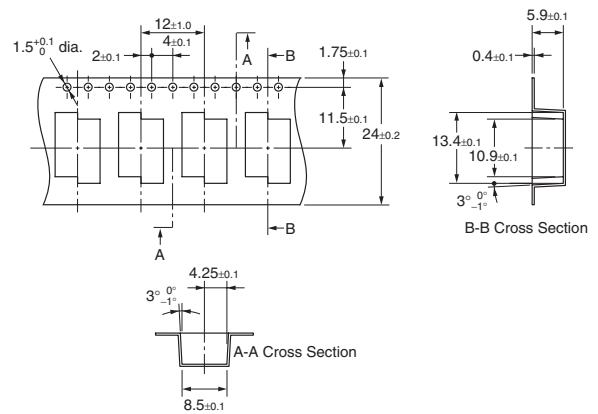 12±1.0
5.9±0.1
1.5 +0.1 0 dia.
4±0.1
2±0.1
A
B
1.75±0.1
0.4±0.1
11.5±0.1
24±0.2
13.4±0.1
10.9±0.1
3° 0° −1°
A
B
B-B Cross Section
4.25±0.1
3° 0° −1°
A-A Cross Section
8.5±0.1